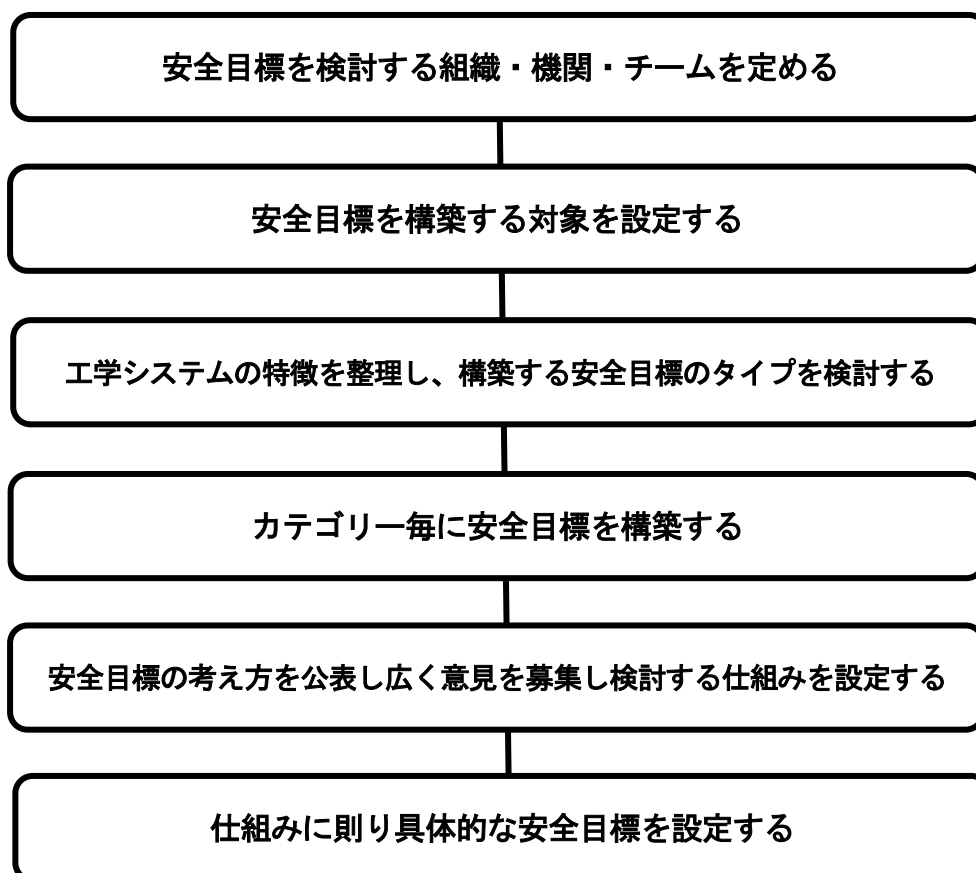 安全目標を検討する組織・機関・チームを定める
安全目標を構築する対象を設定する
工学システムの特徴を整理し、構築する安全目標のタイプを検討する
カテゴリー毎に安全目標を構築する
安全目標の考え方を公表し広く意見を募集し検討する仕組みを設定する
仕組みに則り具体的な安全目標を設定する